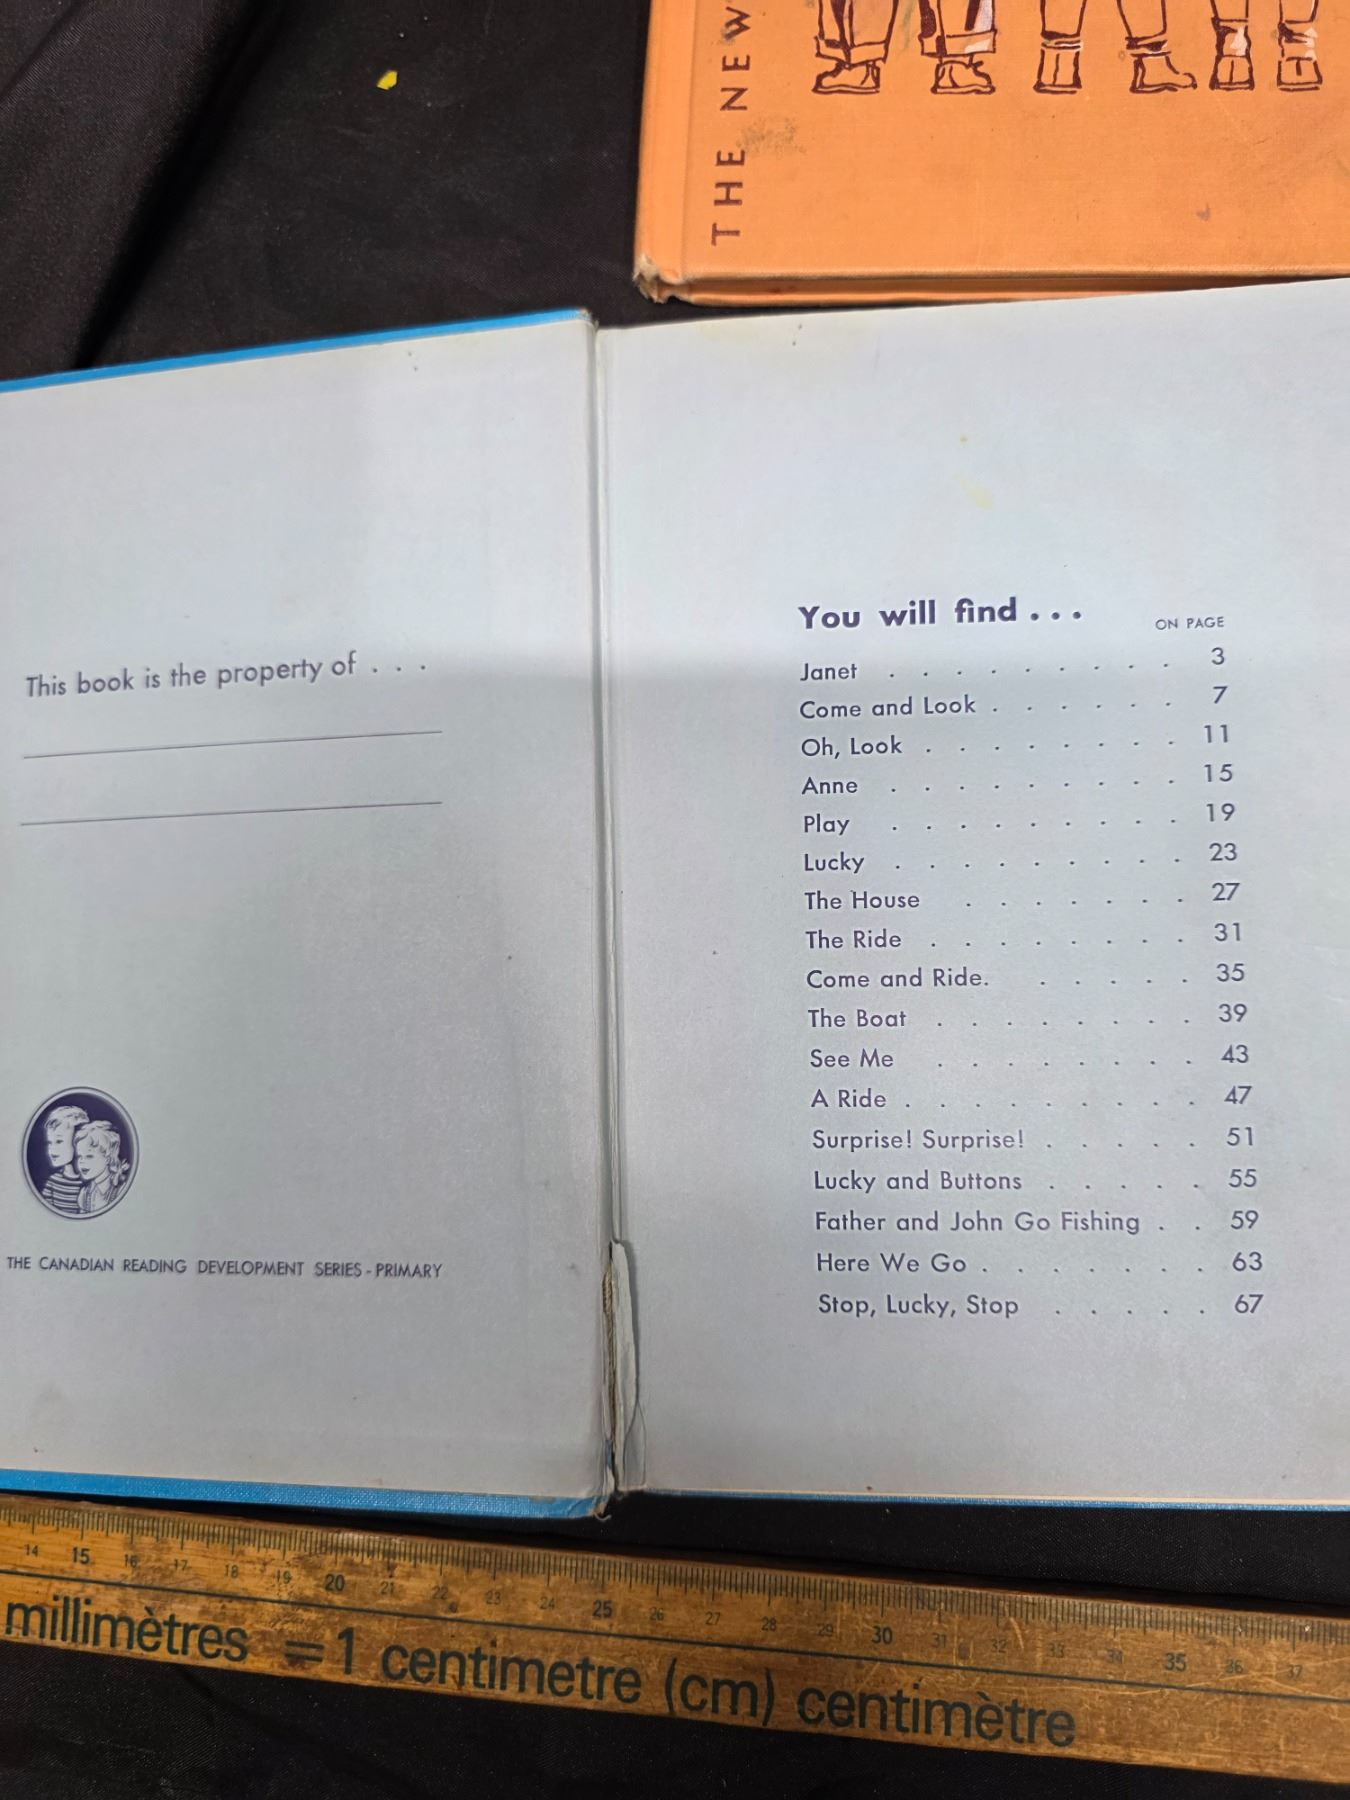 THE NEW
This book is the property of . . .
THE CANADIAN READING DEVELOPMENT SERIES - PRIMARY
You will find . . .
ON PAGE
Janet . . . . . . . . . 3
Come and Look . . . . . . 7
Oh, Look . . . . . . . . 11
Anne . . . . . . . . . 15
Play . . . . . . . . . 19
Lucky . . . . . . . . . 23
The House . . . . . . . 27
The Ride . . . . . . . . 31
Come and Ride. . . . . . 35
The Boat . . . . . . . . 39
See Me . . . . . . . . 43
A Ride . . . . . . . . . 47
Surprise! Surprise! . . . . . 51
Lucky and Buttons . . . . . 55
Father and John Go Fishing . . 59
Here We Go . . . . . . . 63
Stop, Lucky, Stop . . . . . 67
14 15 16 17 18 19 20 21 22 23 24 25 26 27 28 29 30 31 32 33 34 35 36 37
millimètres = 1 centimetre (cm) centimètre